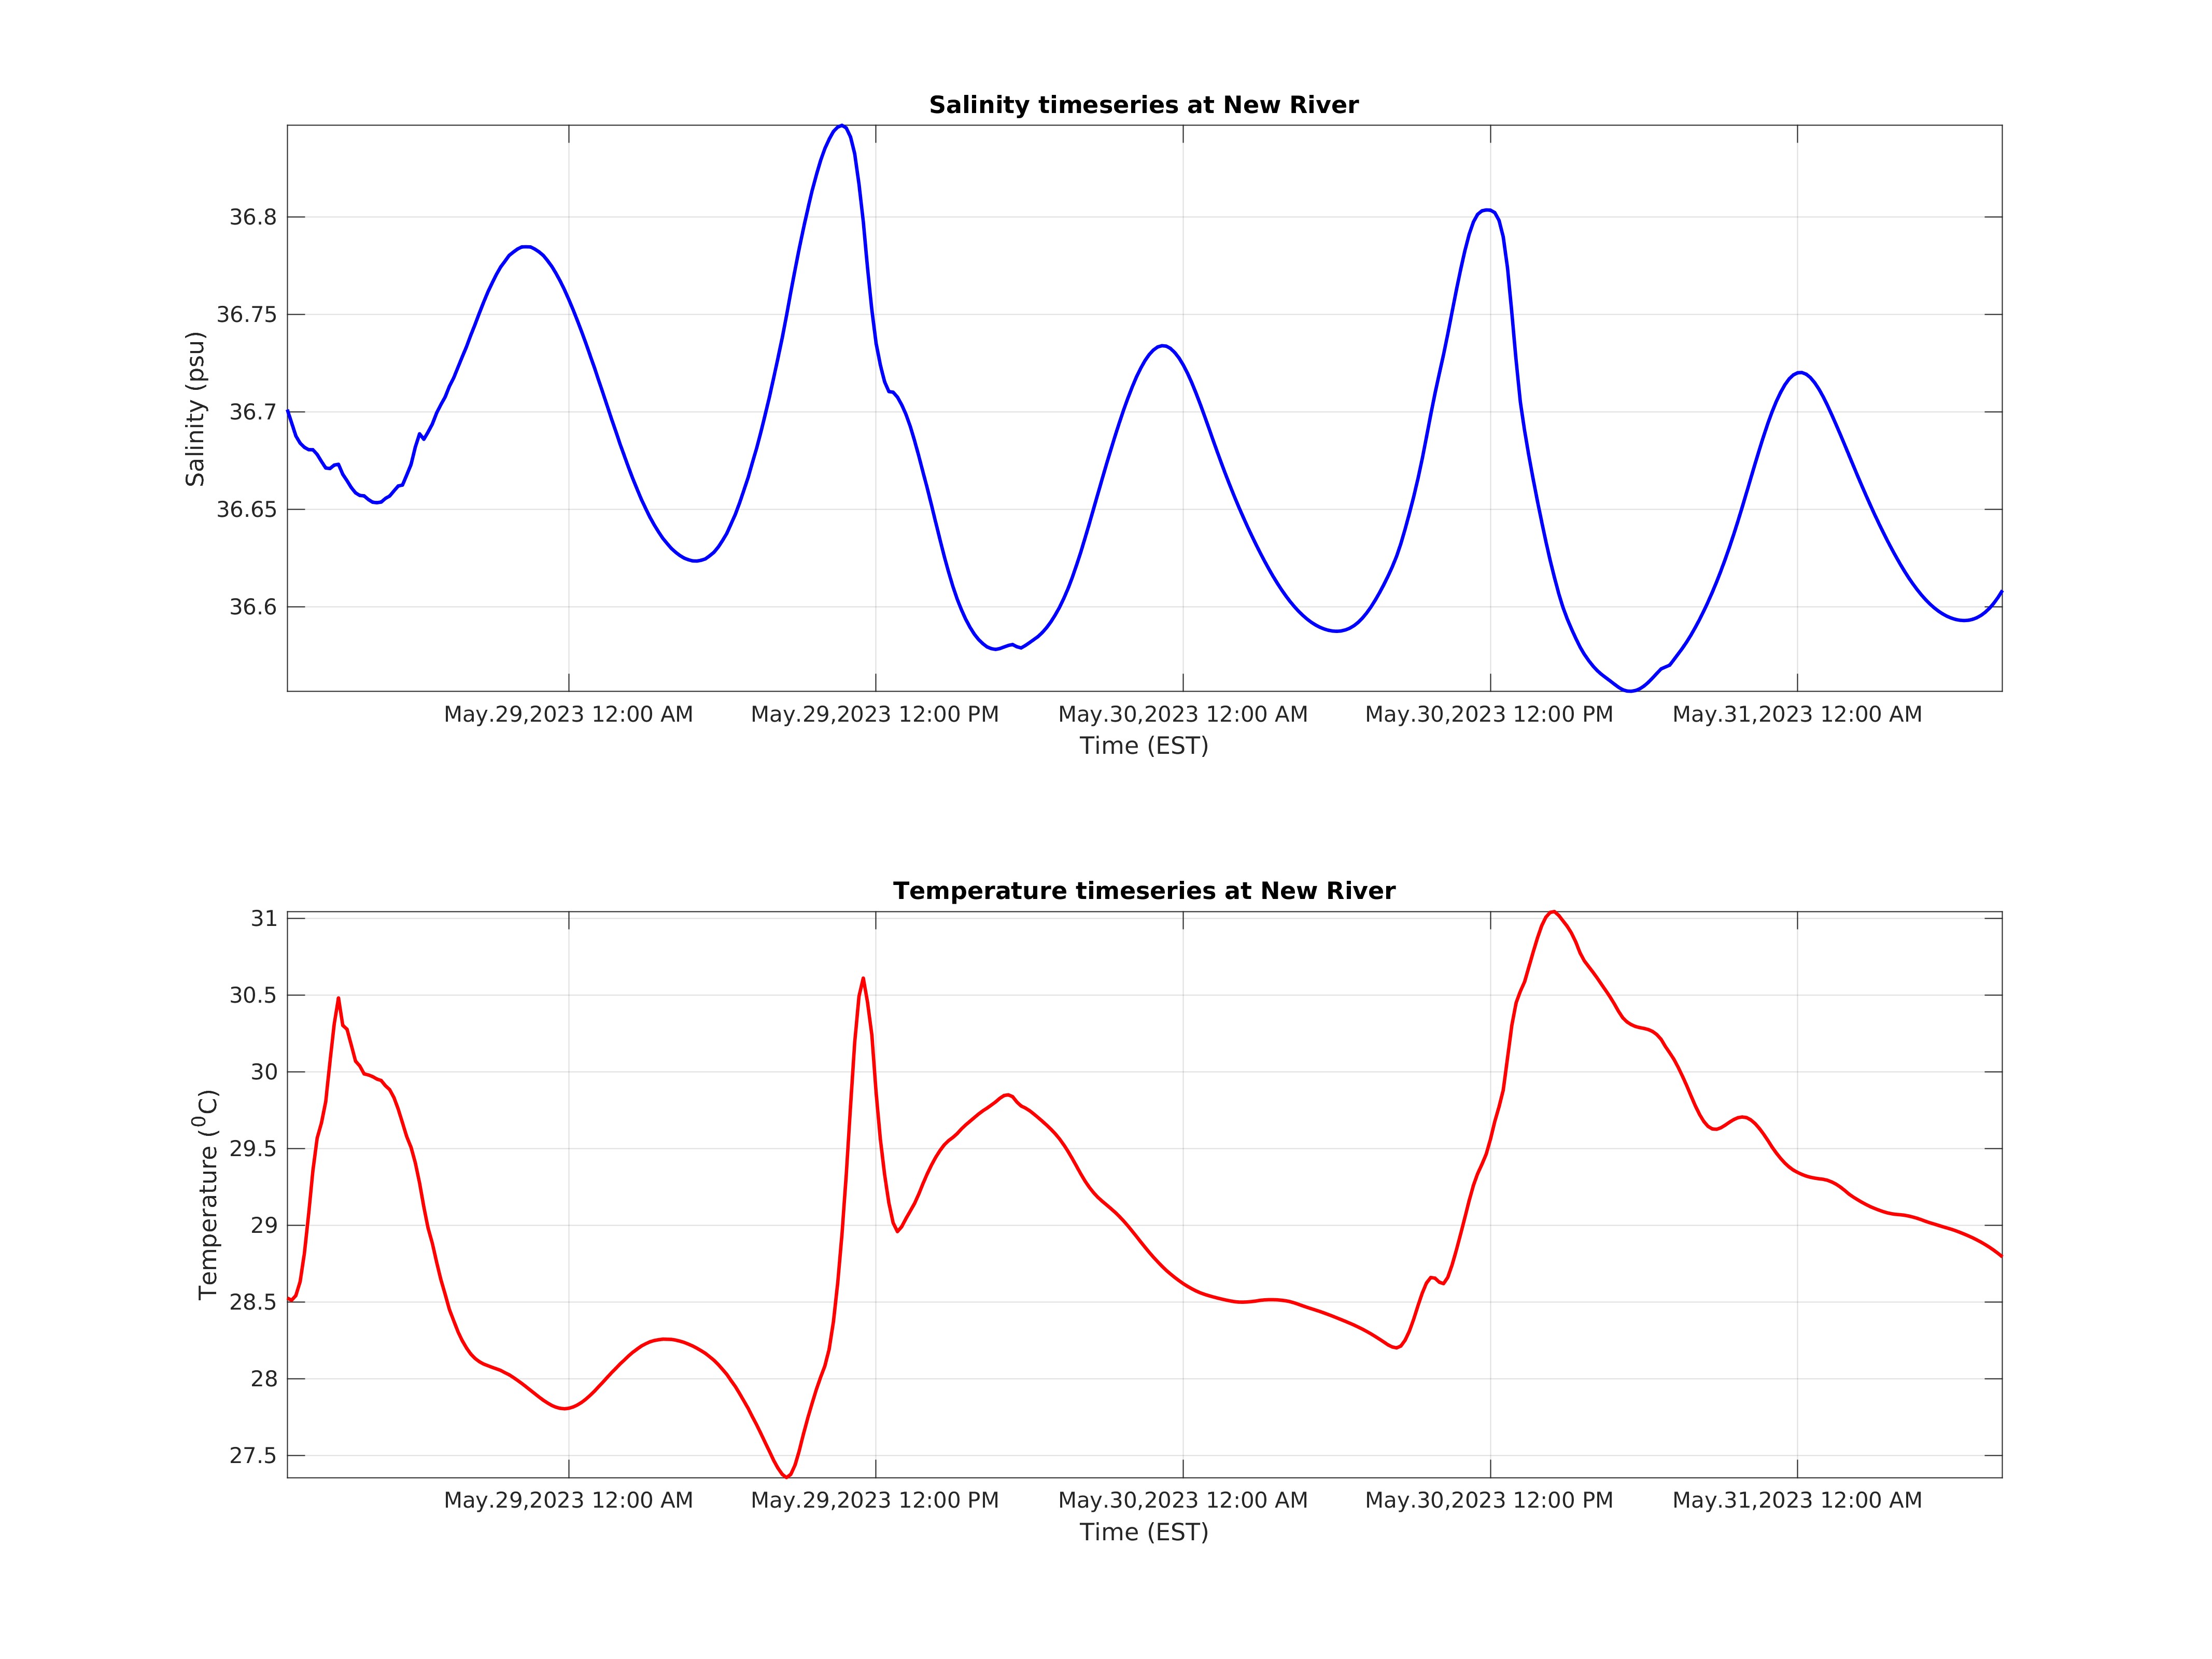 Salinity timeseries at New River
Salinity (psu)
36.8
36.75
36.7
36.65
36.6
May.29,2023 12:00 AM May.29,2023 12:00 PM May.30,2023 12:00 AM May.30,2023 12:00 PM May.31,2023 12:00 AM
Time (EST)
Temperature timeseries at New River
Temperature (⁰C)
31
30.5
30
29.5
29
28.5
28
27.5
May.29,2023 12:00 AM May.29,2023 12:00 PM May.30,2023 12:00 AM May.30,2023 12:00 PM May.31,2023 12:00 AM
Time (EST)